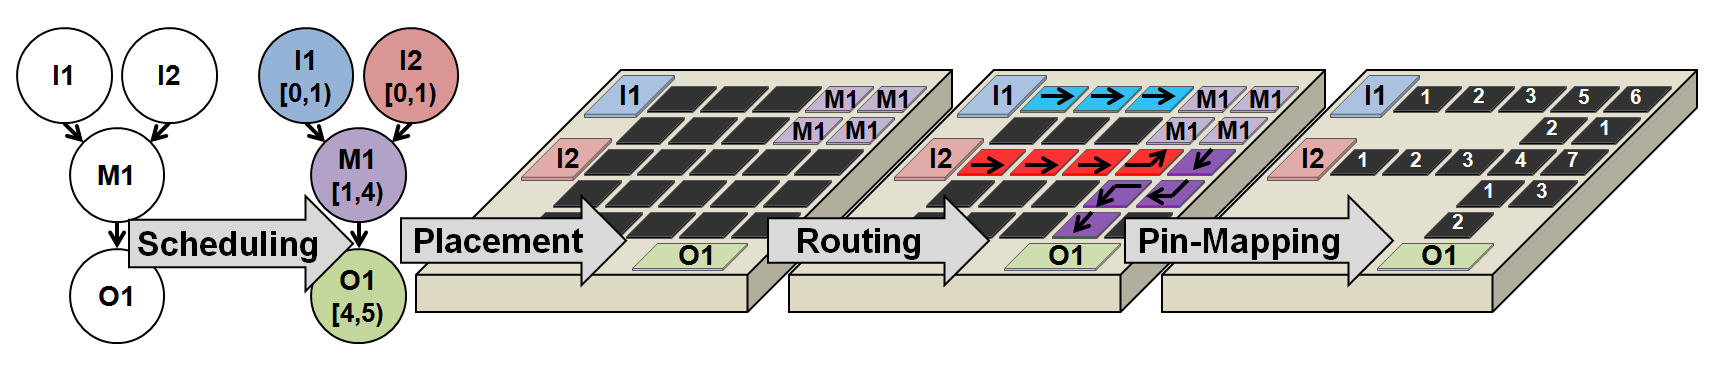 I1
I2
M1
O1
Scheduling
I1
[0,1)
I2
[0,1)
M1
[1,4)
O1
[4,5)
Placement
I1
M1 M1
M1 M1
I2
O1
Routing
I1
M1 M1
M1 M1
I2
O1
Pin-Mapping
I1 1 2 3 5 6
2 1
I2 1 2 3 4 7
1 3
2
O1